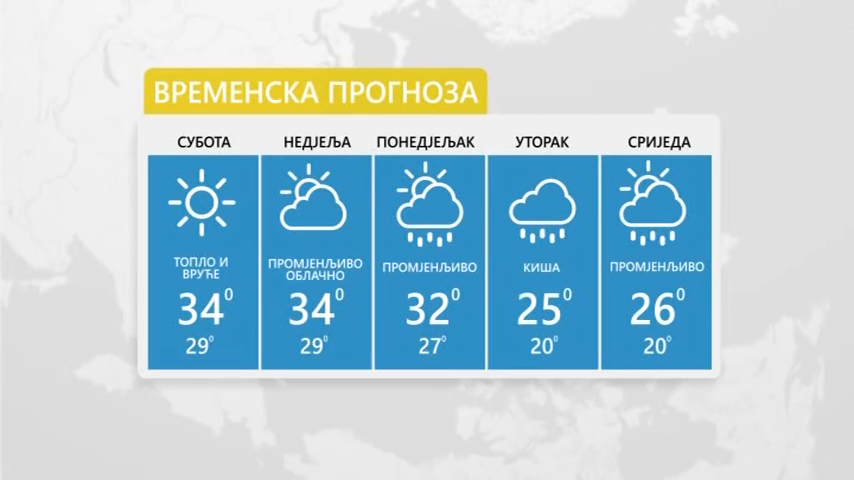 ВРЕМЕНСКА ПРОГНОЗА
СУБОТА НЕДЈЕЉА ПОНЕДЈЕЉАК УТОРАК СРИЈЕДА
ТОПЛО И
ВРУЋЕ
34⁰
29⁰
ПРОМЈЕНЉИВО
ОБЛАЧНО
34⁰
29⁰
ПРОМЈЕНЉИВО
32⁰
27⁰
КИША
25⁰
20⁰
ПРОМЈЕНЉИВО
26⁰
20⁰